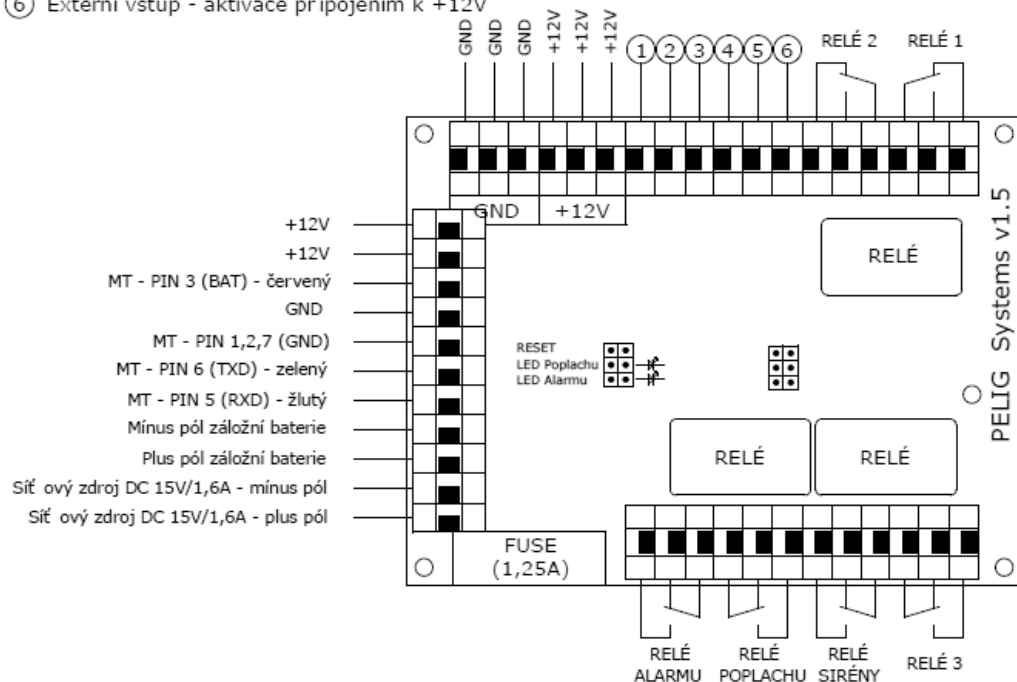 ⑥ Externí vstup - aktivace připojením k +12V
GND
GND
GND
+12V
+12V
+12V
1
2
3
4
5
6
RELÉ 2
RELÉ 1
GND
+12V
+12V
+12V
MT - PIN 3 (BAT) - červený
GND
MT - PIN 1,2,7 (GND)
MT - PIN 6 (TXD) - zelený
MT - PIN 5 (RXD) - žlutý
Mínus pól záložní baterie
Plus pól záložní baterie
Síť ový zdroj DC 15V/1,6A - mínus pól
Síť ový zdroj DC 15V/1,6A - plus pól
RELÉ
PELIG Systems v1.5
RESET
LED Poplachu
LED Alarmu
RELÉ
RELÉ
FUSE
(1,25A)
RELÉ
ALARMU
RELÉ
POPLACHU
RELÉ
SIRÉNY
RELÉ 3